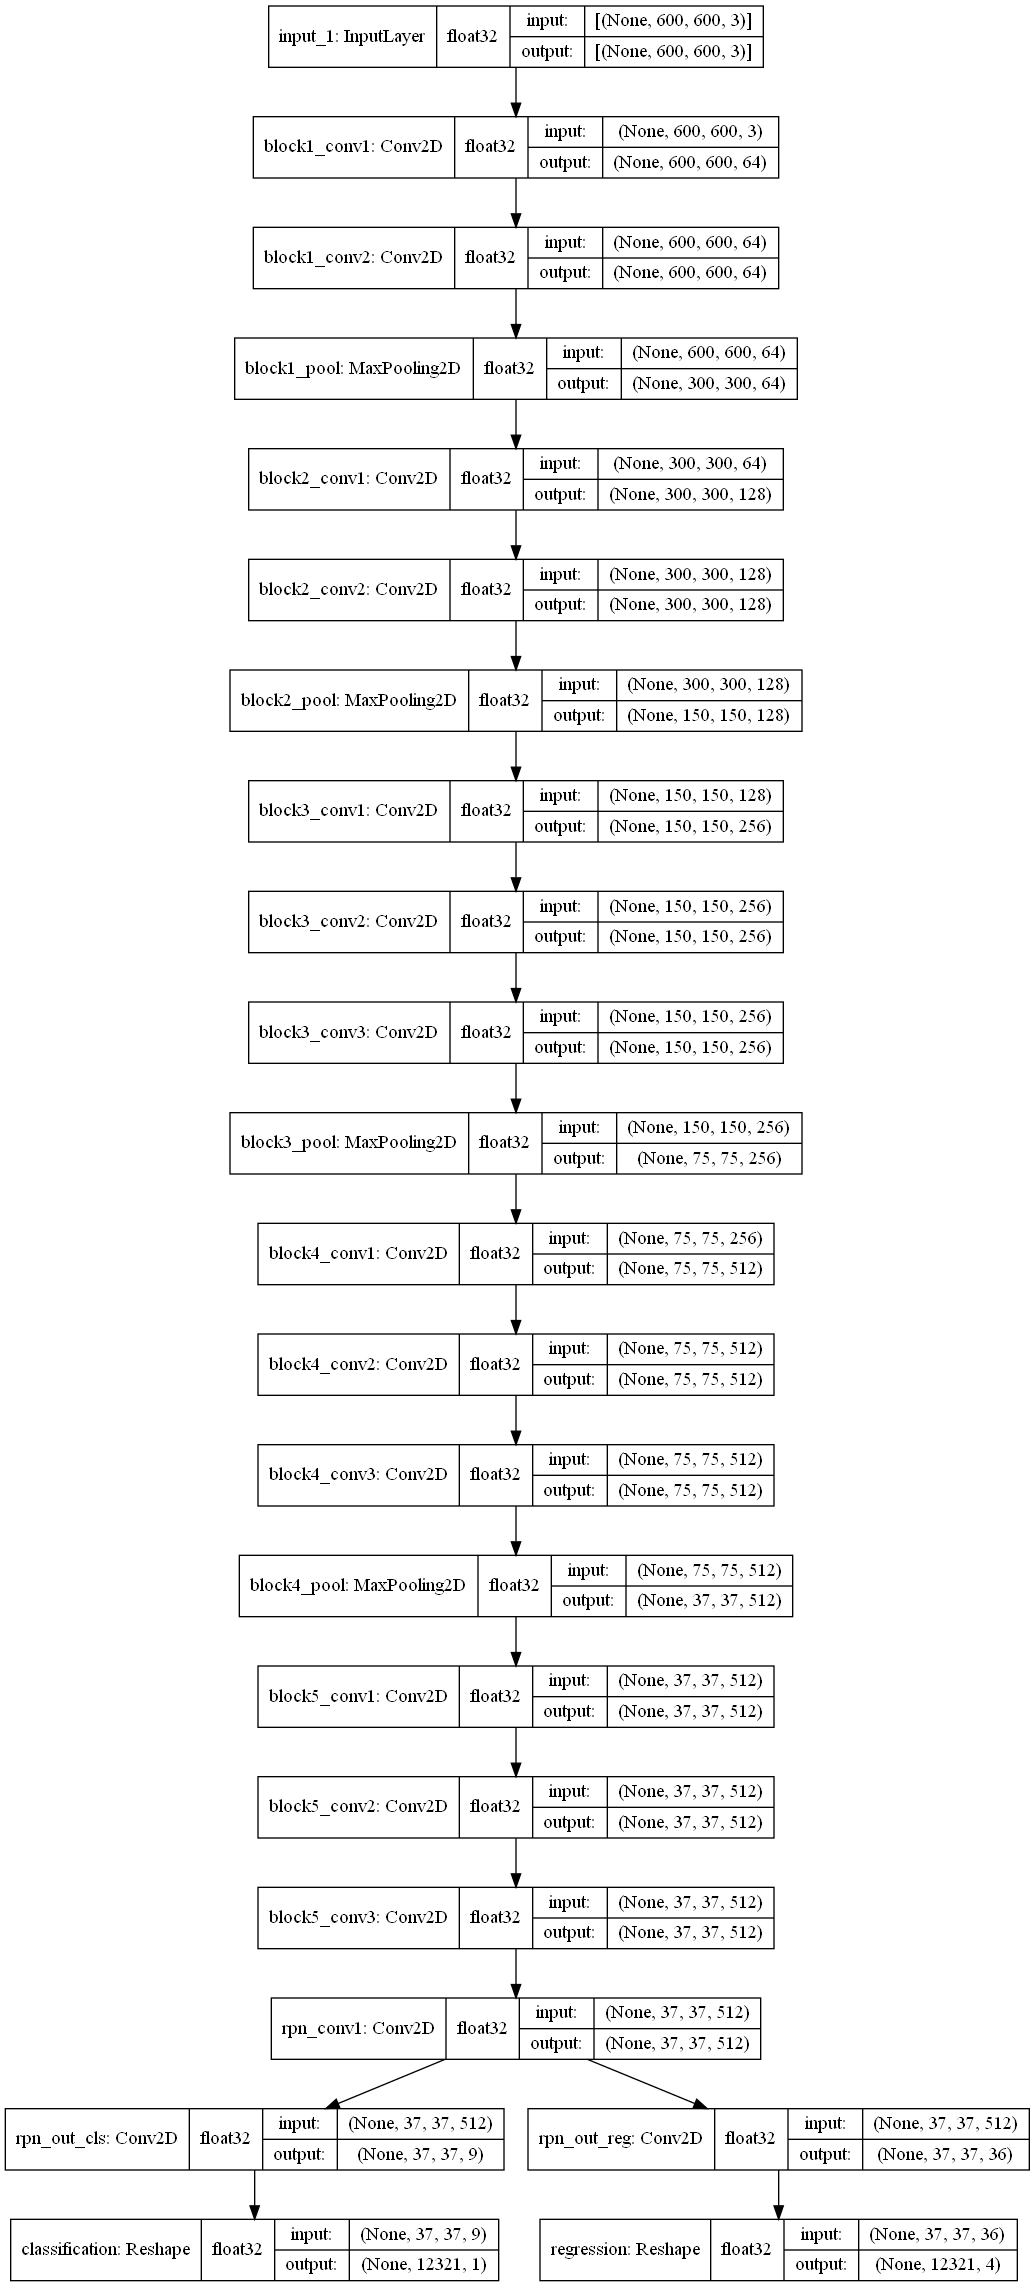 input_1: InputLayer float32 input: [(None, 600, 600, 3)]
output: [(None, 600, 600, 3)]
block1_conv1: Conv2D float32 input: (None, 600, 600, 3)
output: (None, 600, 600, 64)
block1_conv2: Conv2D float32 input: (None, 600, 600, 64)
output: (None, 600, 600, 64)
block1_pool: MaxPooling2D float32 input: (None, 600, 600, 64)
output: (None, 300, 300, 64)
block2_conv1: Conv2D float32 input: (None, 300, 300, 64)
output: (None, 300, 300, 128)
block2_conv2: Conv2D float32 input: (None, 300, 300, 128)
output: (None, 300, 300, 128)
block2_pool: MaxPooling2D float32 input: (None, 300, 300, 128)
output: (None, 150, 150, 128)
block3_conv1: Conv2D float32 input: (None, 150, 150, 128)
output: (None, 150, 150, 256)
block3_conv2: Conv2D float32 input: (None, 150, 150, 256)
output: (None, 150, 150, 256)
block3_conv3: Conv2D float32 input: (None, 150, 150, 256)
output: (None, 150, 150, 256)
block3_pool: MaxPooling2D float32 input: (None, 150, 150, 256)
output: (None, 75, 75, 256)
block4_conv1: Conv2D float32 input: (None, 75, 75, 256)
output: (None, 75, 75, 512)
block4_conv2: Conv2D float32 input: (None, 75, 75, 512)
output: (None, 75, 75, 512)
block4_conv3: Conv2D float32 input: (None, 75, 75, 512)
output: (None, 75, 75, 512)
block4_pool: MaxPooling2D float32 input: (None, 75, 75, 512)
output: (None, 37, 37, 512)
block5_conv1: Conv2D float32 input: (None, 37, 37, 512)
output: (None, 37, 37, 512)
block5_conv2: Conv2D float32 input: (None, 37, 37, 512)
output: (None, 37, 37, 512)
block5_conv3: Conv2D float32 input: (None, 37, 37, 512)
output: (None, 37, 37, 512)
rpn_conv1: Conv2D float32 input: (None, 37, 37, 512)
output: (None, 37, 37, 512)
rpn_out_cls: Conv2D float32 input: (None, 37, 37, 512)
output: (None, 37, 37, 9)
rpn_out_reg: Conv2D float32 input: (None, 37, 37, 512)
output: (None, 37, 37, 36)
classification: Reshape float32 input: (None, 37, 37, 9)
output: (None, 12321, 1)
regression: Reshape float32 input: (None, 37, 37, 36)
output: (None, 12321, 4)